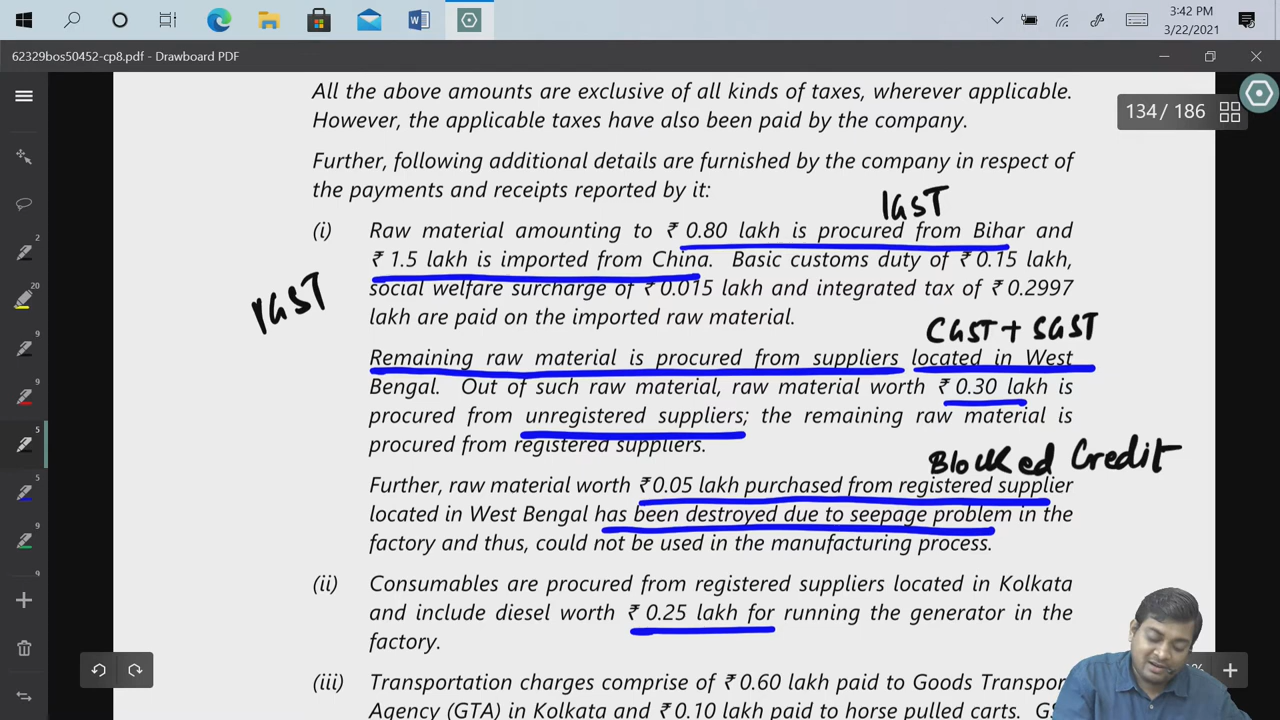 3:42 PM
3/22/2021
62329bos50452-cp8.pdf - Drawboard PDF
134 / 186
All the above amounts are exclusive of all kinds of taxes, wherever applicable.
However, the applicable taxes have also been paid by the company.
Further, following additional details are furnished by the company in respect of
the payments and receipts reported by it:
IGST
(i) Raw material amounting to ₹ 0.80 lakh is procured from Bihar and
₹ 1.5 lakh is imported from China. Basic customs duty of ₹ 0.15 lakh,
IGST
social welfare surcharge of ₹ 0.015 lakh and integrated tax of ₹ 0.2997
lakh are paid on the imported raw material.
CGST + SGST
Remaining raw material is procured from suppliers located in West
Bengal. Out of such raw material, raw material worth ₹ 0.30 lakh is
procured from unregistered suppliers; the remaining raw material is
procured from registered suppliers.
Blocked Credit
Further, raw material worth ₹ 0.05 lakh purchased from registered supplier
located in West Bengal has been destroyed due to seepage problem in the
factory and thus, could not be used in the manufacturing process.
(ii) Consumables are procured from registered suppliers located in Kolkata
and include diesel worth ₹ 0.25 lakh for running the generator in the
factory.
(iii) Transportation charges comprise of ₹ 0.60 lakh paid to Goods Transport
Agency (GTA) in Kolkata and ₹ 0.10 lakh paid to horse pulled carts.
2
20
9
9
5
5
9
9